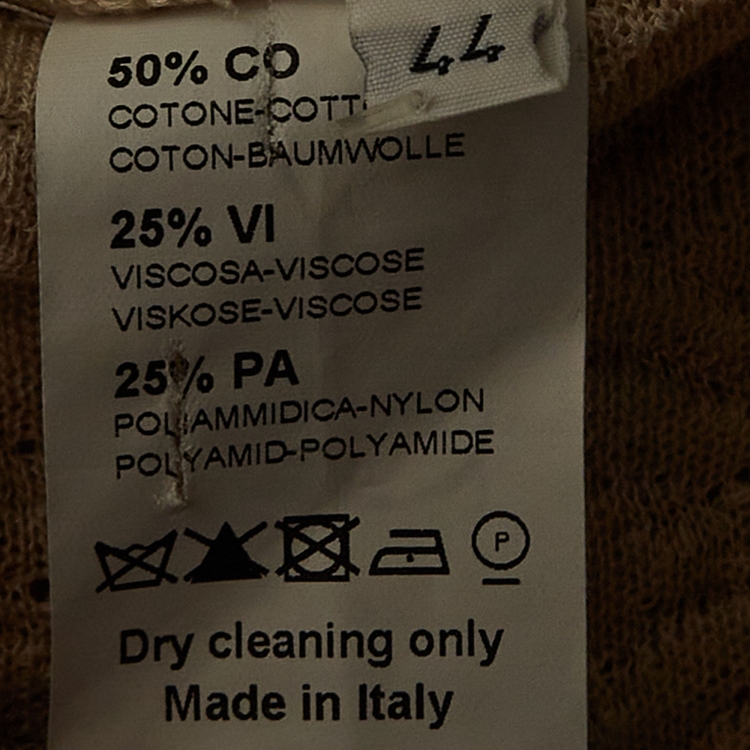 44
50% CO
COTONE-COTT
COTON-BAUMWOLLE
25% VI
VISCOSA-VISCOSE
VISKOSE-VISCOSE
25% PA
POLIAMMIDICA-NYLON
POLYAMID-POLYAMIDE
P
Dry cleaning only
Made in Italy